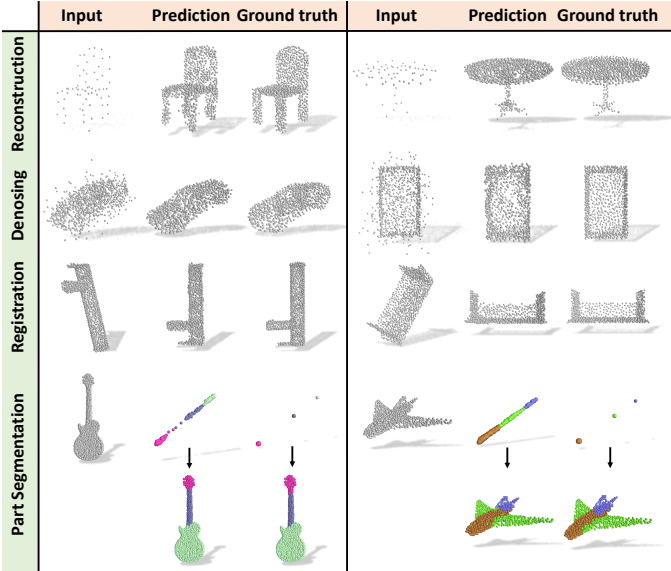 Input Prediction Ground truth Input Prediction Ground truth
Reconstruction
Denosing
Registration
Part Segmentation